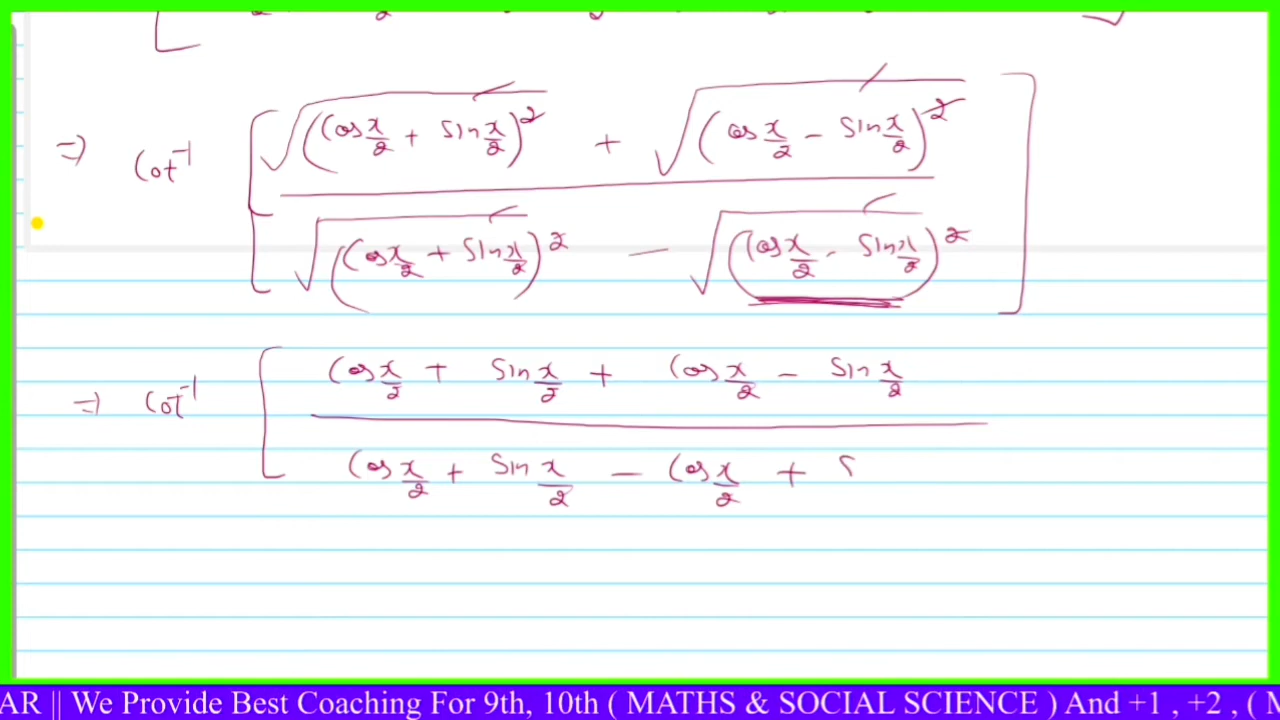 ⇒ Cot⁻¹ [ √(Cos x/2 + Sin x/2)² + √(Cos x/2 − Sin x/2)²
√(Cos x/2 + Sin x/2)² − √(Cos x/2 - Sin x/2)² ]
⇒ Cot⁻¹ [ Cos x/2 + Sin x/2 + Cos x/2 − Sin x/2
Cos x/2 + Sin x/2 − Cos x/2 + S
AR || We Provide Best Coaching For 9th, 10th ( MATHS & SOCIAL SCIENCE ) And +1 , +2 , (